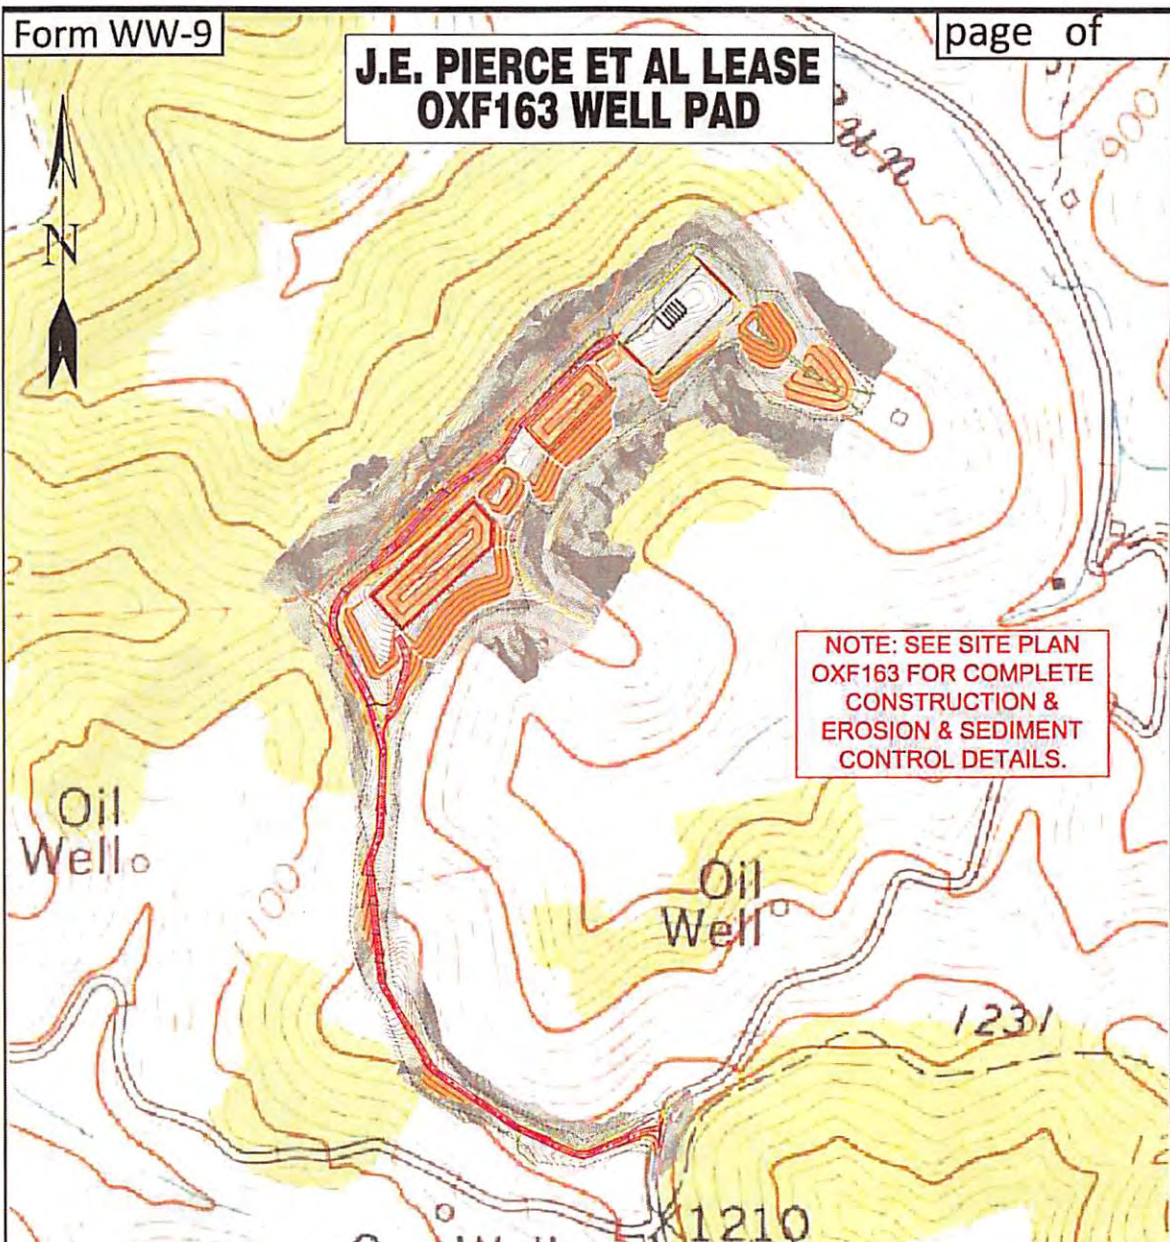 Form WW-9
page of
J.E. PIERCE ET AL LEASE
OXF163 WELL PAD
900
N
NOTE: SEE SITE PLAN
OXF163 FOR COMPLETE
CONSTRUCTION &
EROSION & SEDIMENT
CONTROL DETAILS.
Oil
Well
1100
Oil
Well
1231
1210